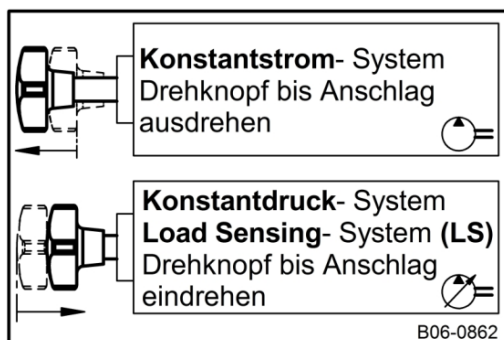 Konstantstrom- System
Drehknopf bis Anschlag
ausdrehen
Konstantdruck- System
Load Sensing- System (LS)
Drehknopf bis Anschlag
eindrehen
B06-0862